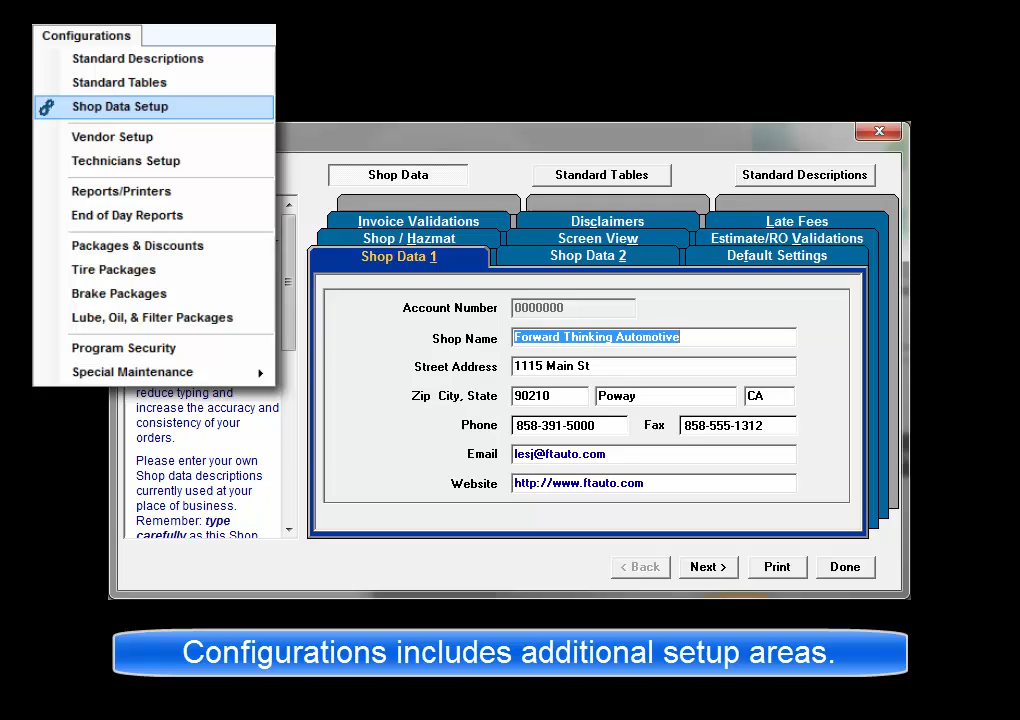 Configurations
Standard Descriptions
Standard Tables
Shop Data Setup
Vendor Setup
Technicians Setup
Reports/Printers
End of Day Reports
Packages & Discounts
Tire Packages
Brake Packages
Lube, Oil, & Filter Packages
Program Security
Special Maintenance
reduce typing and
increase the accuracy and
consistency of your
orders.
Please enter your own
Shop data descriptions
currently used at your
place of business.
Remember: type
carefully as this Shop
Shop Data Standard Tables Standard Descriptions
Invoice Validations Disclaimers Late Fees
Shop / Hazmat Screen View Estimate/RO Validations
Shop Data 1 Shop Data 2 Default Settings
Account Number 0000000
Shop Name Forward Thinking Automotive
Street Address 1115 Main St
Zip City, State 90210 Poway CA
Phone 858-391-5000 Fax 858-555-1312
Email lesj@ftauto.com
Website http://www.ftauto.com
< Back Next > Print Done
Configurations includes additional setup areas.